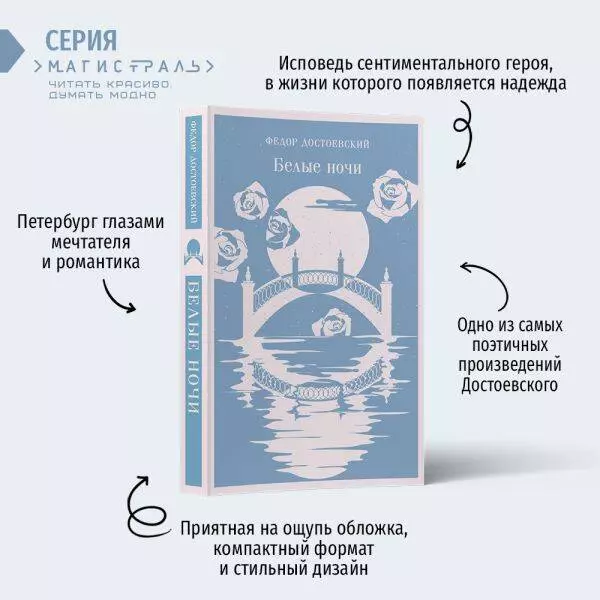 СЕРИЯ
МАГИСТРАЛЬ
ЧИТАТЬ КРАСИВО,
ДУМАТЬ МОДНО
Исповедь сентиментального героя,
в жизни которого появляется надежда
ФЕДОР ДОСТОЕВСКИЙ
Белые ночи
ФЕДОР ДОСТОЕВСКИЙ
БЕЛЫЕ НОЧИ
Петербург глазами
мечтателя
и романтика
Одно из самых
поэтичных
произведений
Достоевского
Приятная на ощупь обложка,
компактный формат
и стильный дизайн